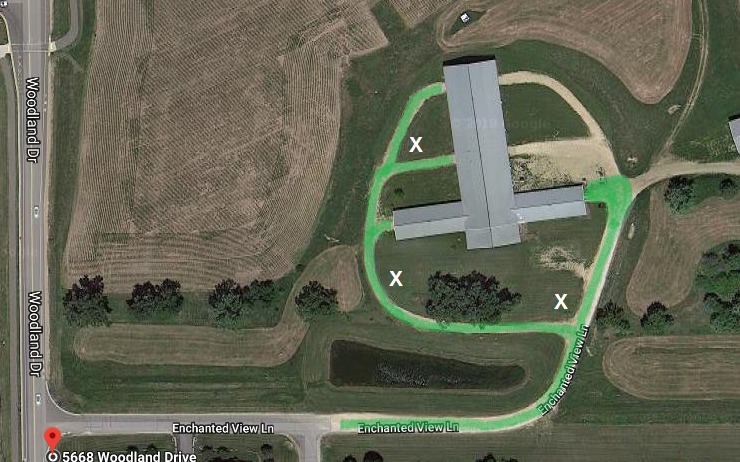 Woodland Dr
X
X
X
Woodland Dr
Enchanted View Ln
Enchanted View Ln
Enchanted View Ln
5668 Woodland Drive